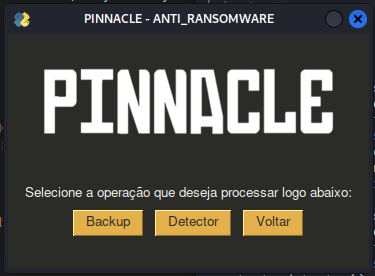 PINNACLE - ANTI_RANSOMWARE
PINNACLE
Selecione a operação que deseja processar logo abaixo:
Backup Detector Voltar